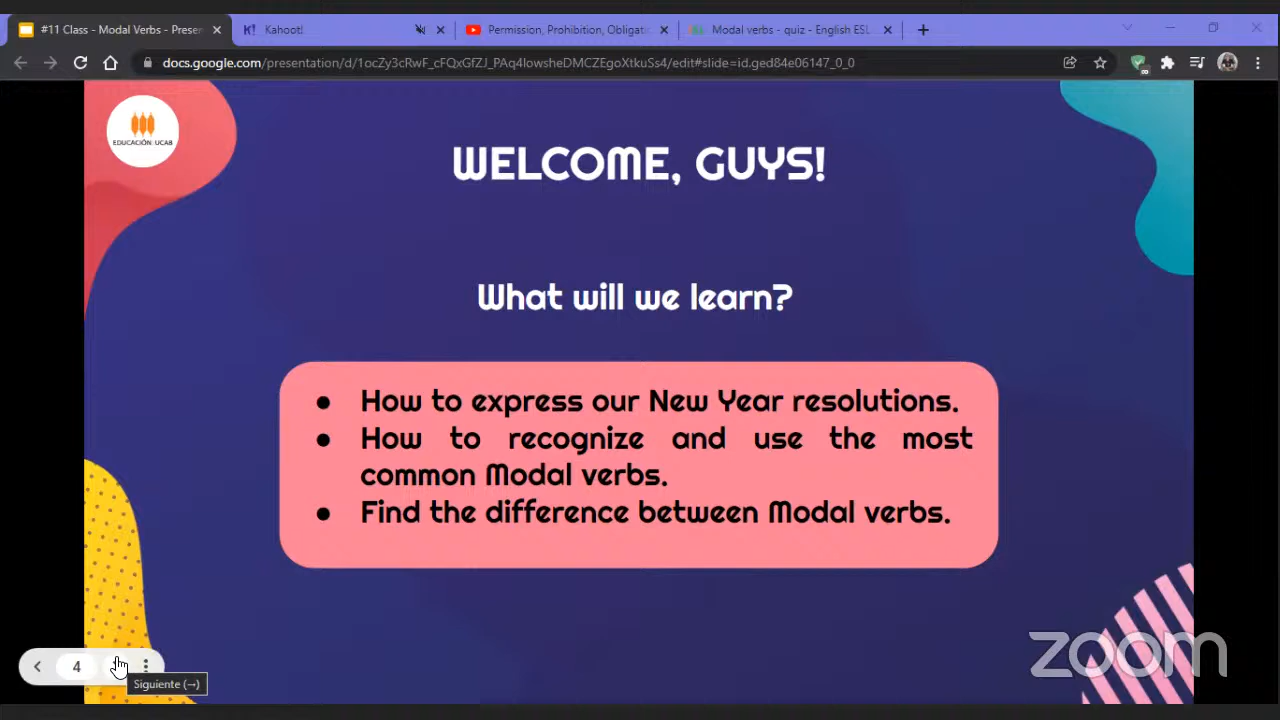 #11 Class - Modal Verbs - Presen
Kahoot!
Permission, Prohibition, Obligatio
Modal verbs - quiz - English ESL
docs.google.com/presentation/d/1ocZy3cRwF_cFQxGfZJ_PAq4IowsheDMCZEgoXtkuSs4/edit#slide=id.ged84e06147_0_0
EDUCACIÓN UCAB
WELCOME, GUYS!
What will we learn?
● How to express our New Year resolutions.
● How to recognize and use the most
common Modal verbs.
● Find the difference between Modal verbs.
zoom
4
Siguiente (→)